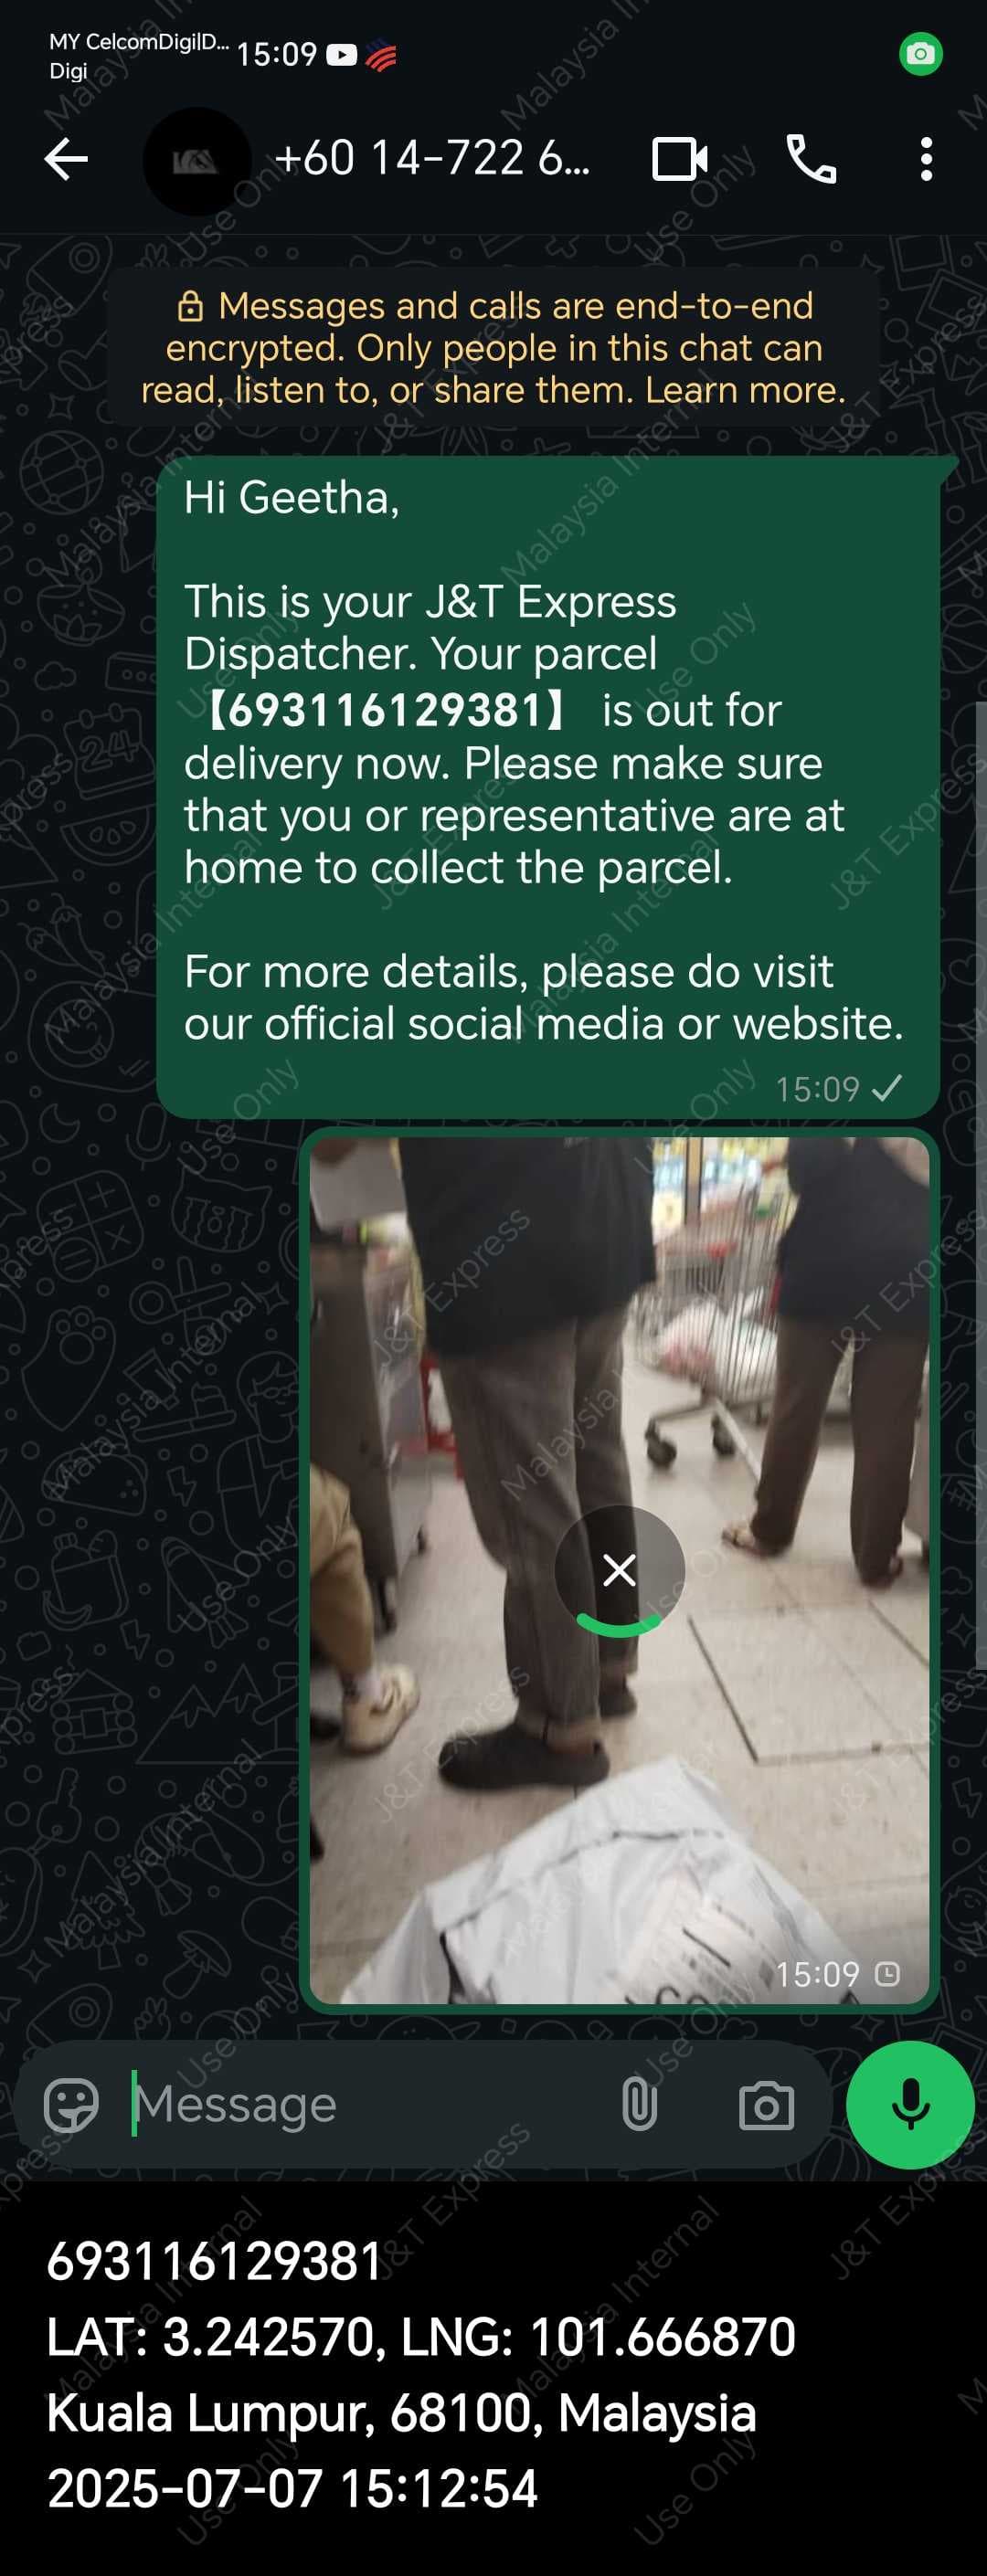 MY CelcomDigi|D...
Digi
15:09
+60 14-722 6...
Messages and calls are end-to-end
encrypted. Only people in this chat can
read, listen to, or share them. Learn more.
Hi Geetha,
This is your J&T Express
Dispatcher. Your parcel
【693116129381】 is out for
delivery now. Please make sure
that you or representative are at
home to collect the parcel.
For more details, please do visit
our official social media or website.
15:09
15:09
Message
693116129381
LAT: 3.242570, LNG: 101.666870
Kuala Lumpur, 68100, Malaysia
2025-07-07 15:12:54
J&T Express
Malaysia Internal
Use Only